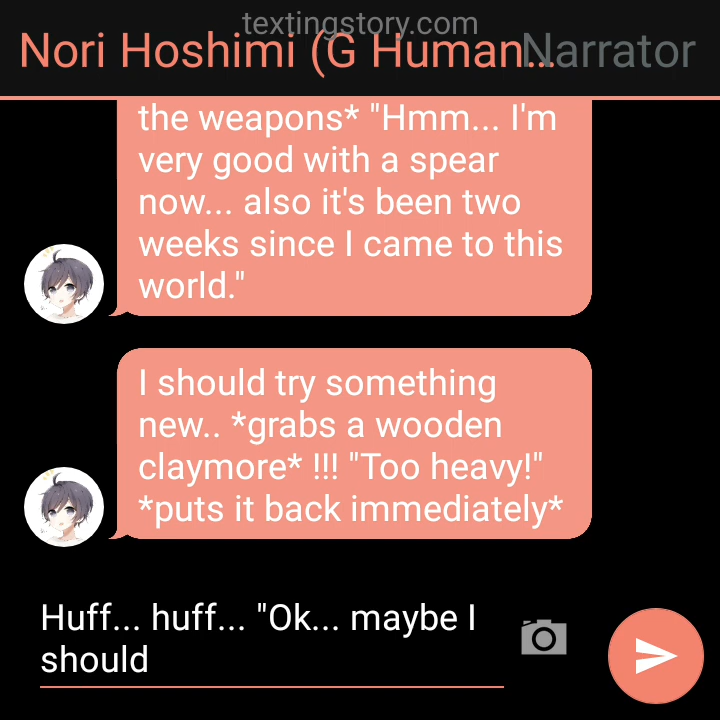 textingstory.com
Nori Hoshimi (G Human... Narrator
the weapons* "Hmm... I'm
very good with a spear
now... also it's been two
weeks since I came to this
world."
I should try something
new.. *grabs a wooden
claymore* !!! "Too heavy!"
*puts it back immediately*
Huff... huff... "Ok... maybe I
should